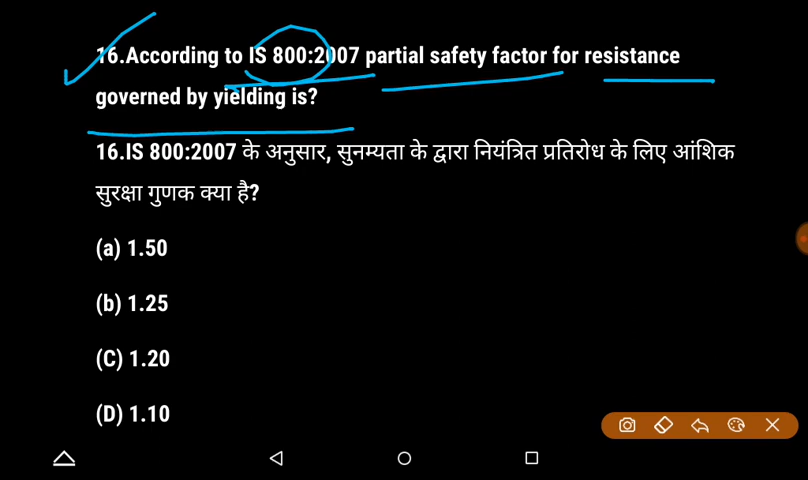 16.According to IS 800:2007 partial safety factor for resistance
governed by yielding is?
16.IS 800:2007 के अनुसार, सुनम्यता के द्वारा नियंत्रित प्रतिरोध के लिए आंशिक
सुरक्षा गुणक क्या है?
(a) 1.50
(b) 1.25
(C) 1.20
(D) 1.10